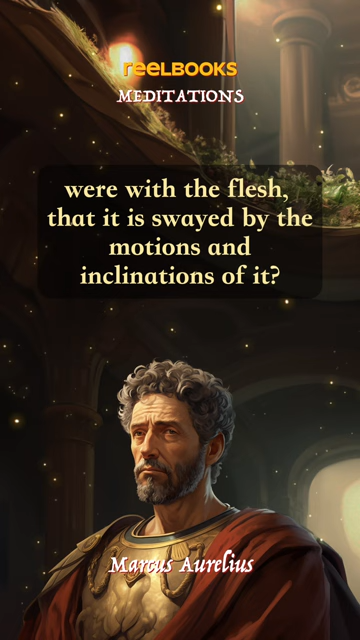 reelbooks
MEDITATIONS
were with the flesh,
that it is swayed by the
motions and
inclinations of it?
Marcus Aurelius